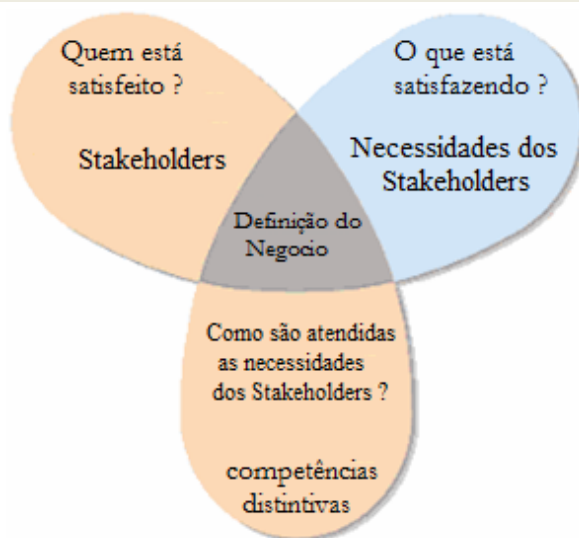 Quem está
satisfeito ?
Stakeholders
O que está
satisfazendo ?
Necessidades dos
Stakeholders
Definição do
Negocio
Como são atendidas
as necessidades
dos Stakeholders ?
competências
distintivas